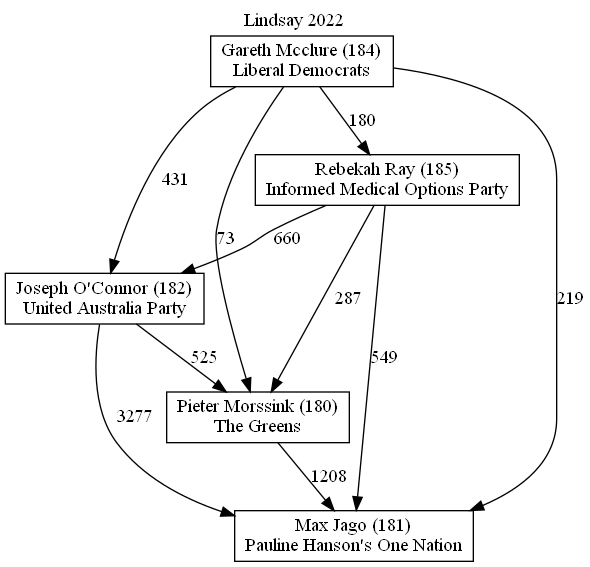 Lindsay 2022
Gareth Mcclure (184)
Liberal Democrats
180
Rebekah Ray (185)
Informed Medical Options Party
431
73
660
219
Joseph O'Connor (182)
United Australia Party
287
525
549
Pieter Morssink (180)
The Greens
3277
1208
Max Jago (181)
Pauline Hanson's One Nation